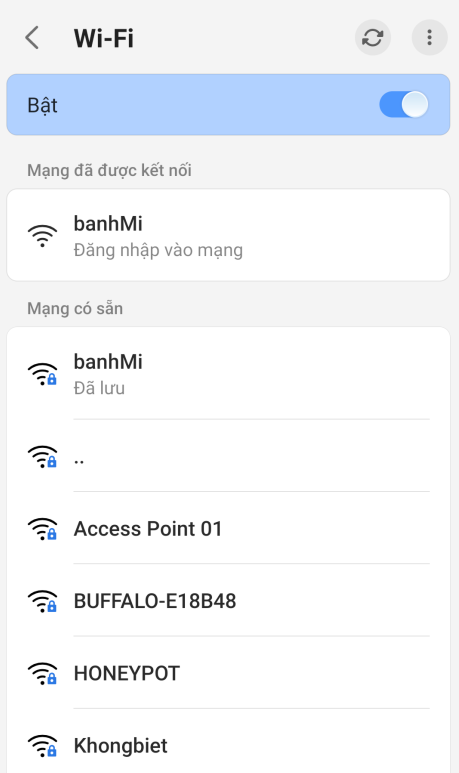 Wi-Fi
Bật
Mạng đã được kết nối
banhMi
Đăng nhập vào mạng
Mạng có sẵn
banhMi
Đã lưu
..
Access Point 01
BUFFALO-E18B48
HONEYPOT
Khongbiet